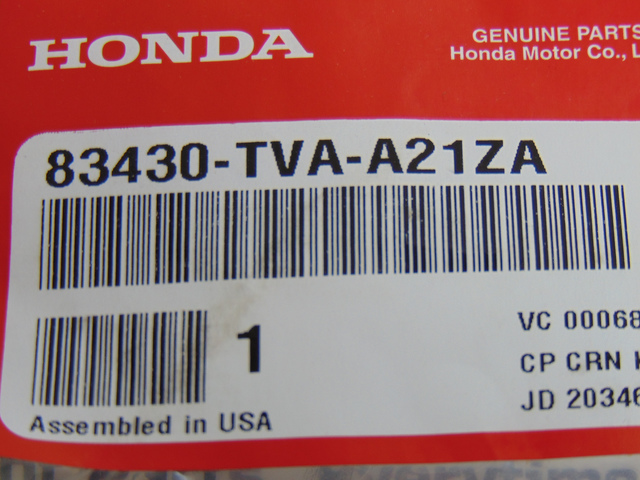 HONDA
GENUINE PARTS
Honda Motor Co.,
83430-TVA-A21ZA
1
VC 00068
CP CRN
JD 20346
Assembled in USA